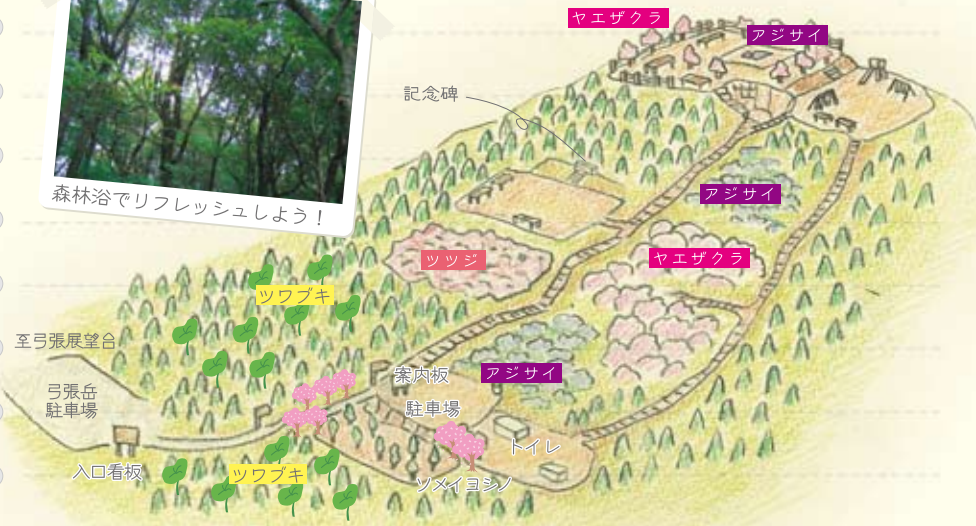 ヤエザクラ
アジサイ
記念碑
森林浴でリフレッシュしよう！
アジサイ
ツツジ
ヤエザクラ
ツワブキ
至弓張展望台
案内板
アジサイ
弓張岳
駐車場
駐車場
トイレ
入口看板
ツワブキ
ソメイヨシノ